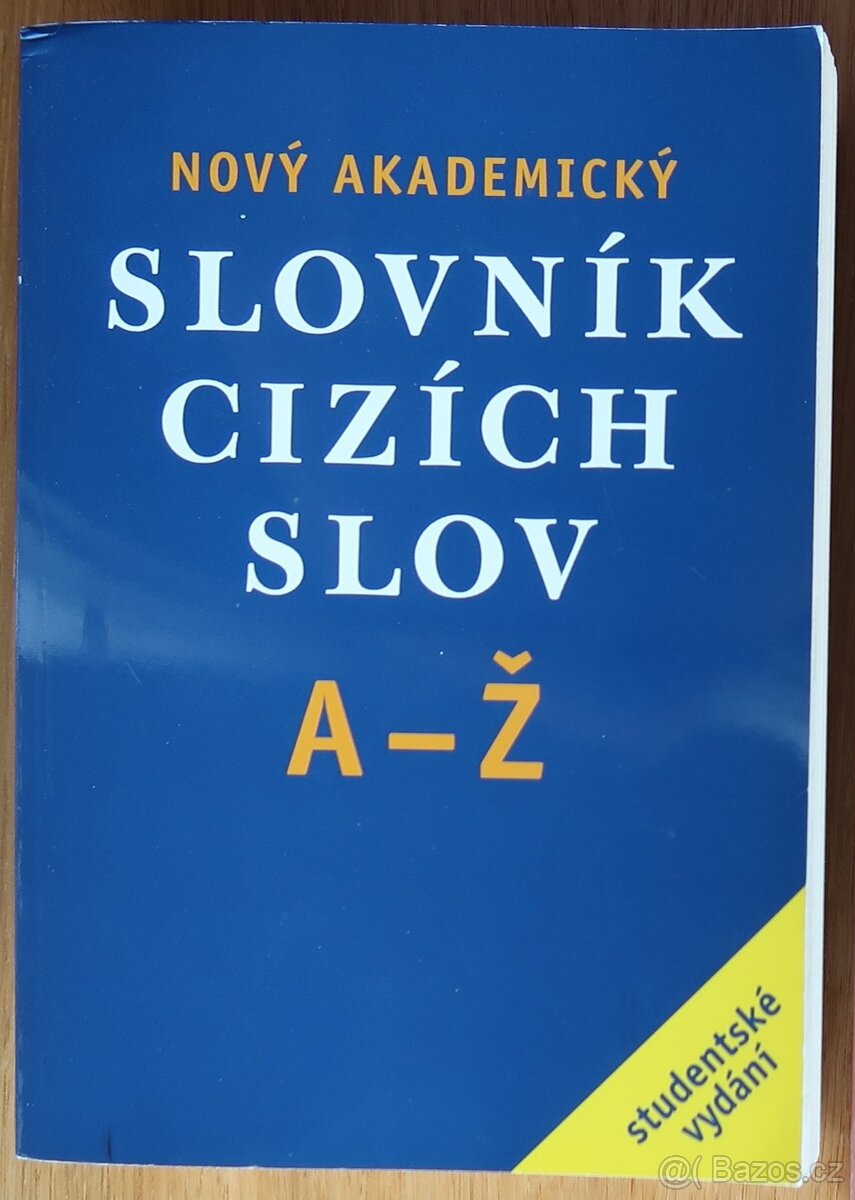 NOVÝ AKADEMICKÝ
SLOVNÍK
CIZÍCH
SLOV
A – Ž
studentské
vydání
@( Bazos.cz